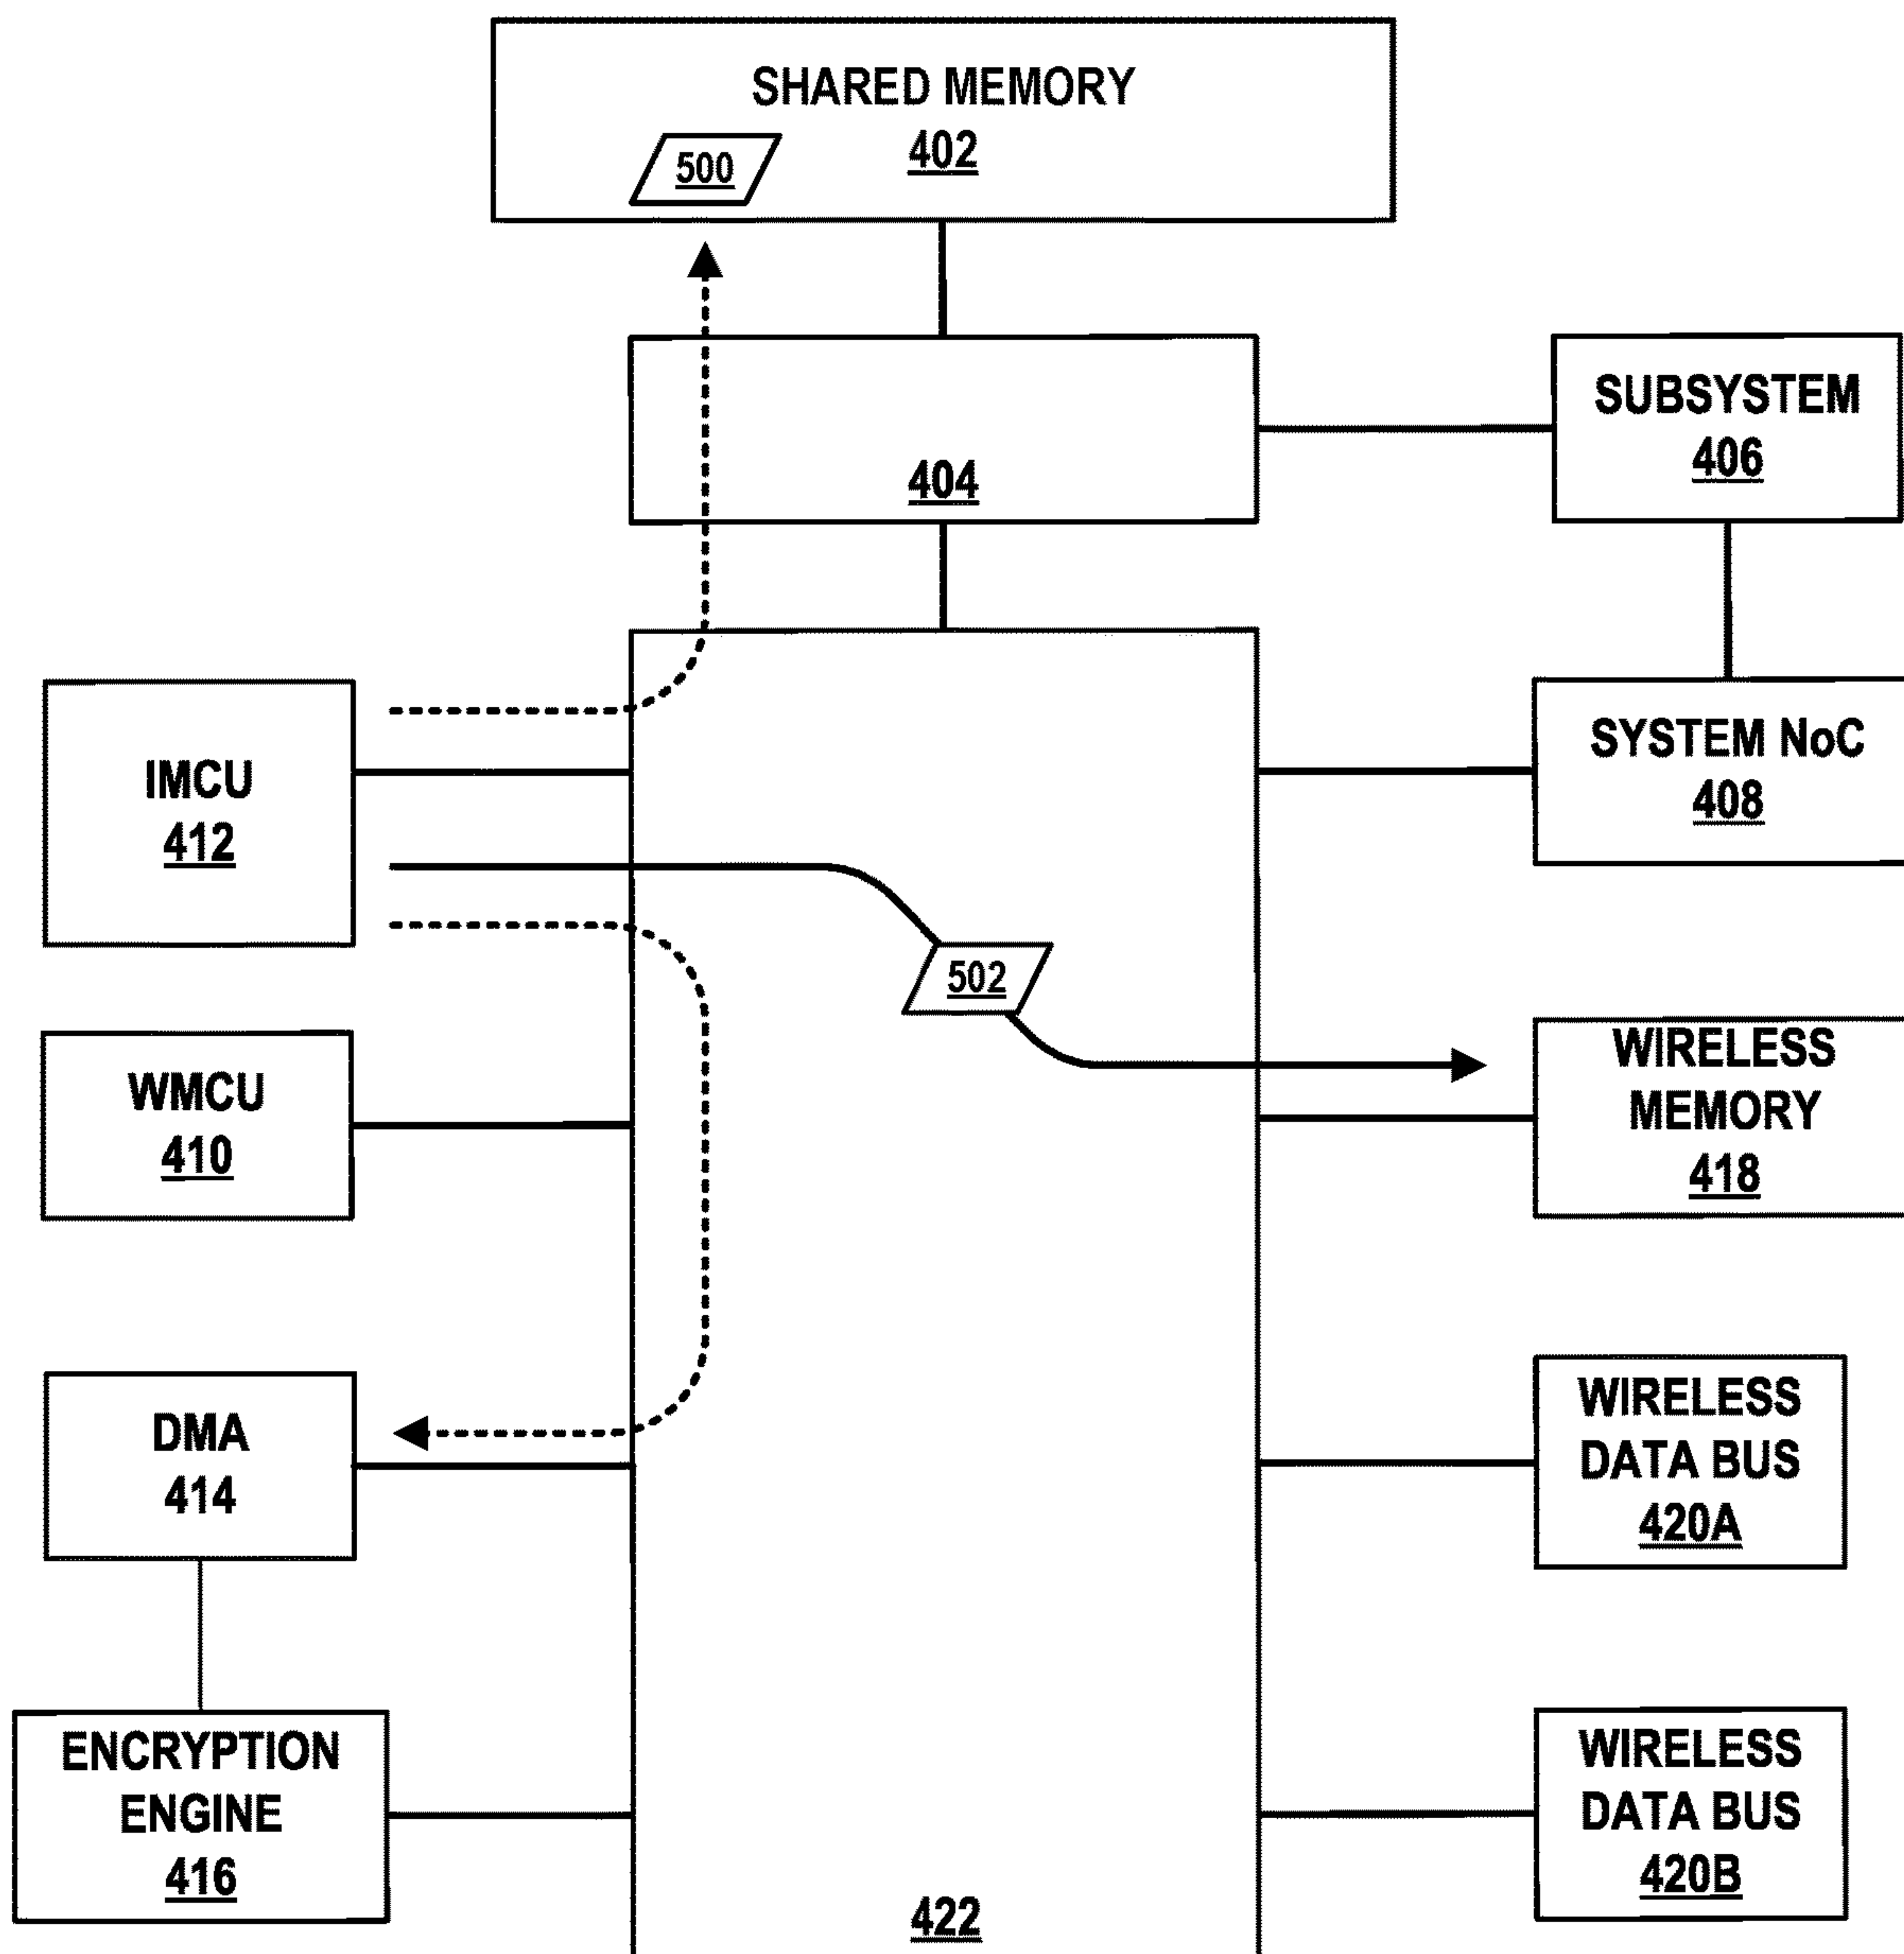 SHARED MEMORY
402
500
404
SUBSYSTEM
406
SYSTEM NoC
408
IMCU
412
502
WMCU
410
WIRELESS
MEMORY
418
DMA
414
WIRELESS
DATA BUS
420A
ENCRYPTION
ENGINE
416
WIRELESS
DATA BUS
420B
422